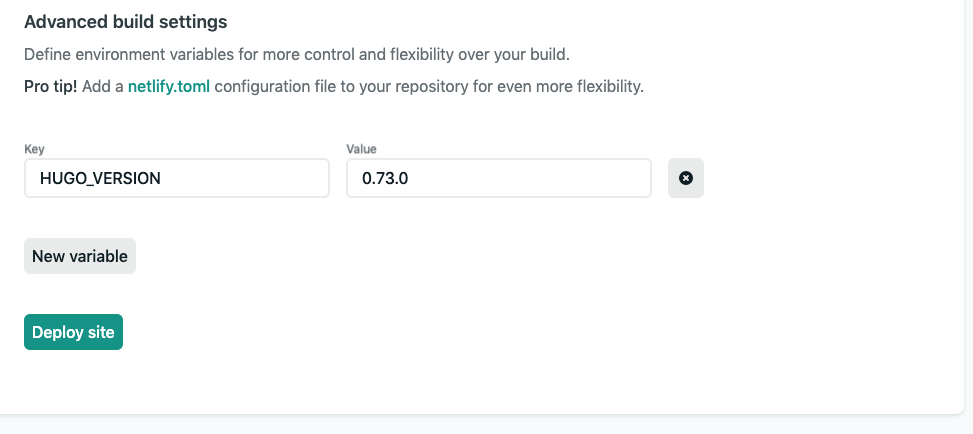 Advanced build settings
Define environment variables for more control and flexibility over your build.
Pro tip! Add a netlify.toml configuration file to your repository for even more flexibility.
Key Value
HUGO_VERSION 0.73.0
New variable
Deploy site